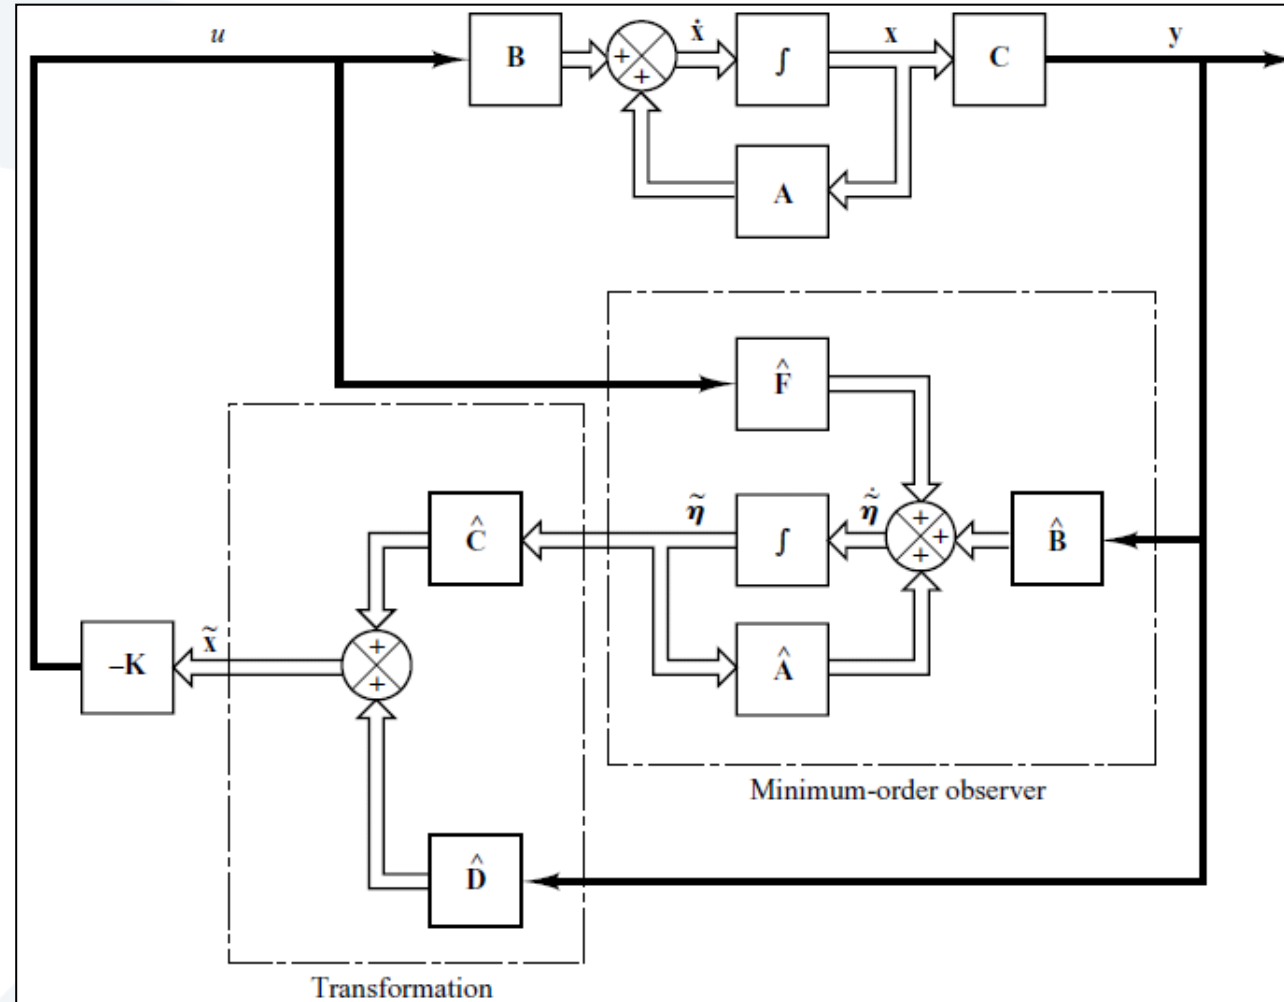 u
B
+
+
ẋ
∫
x
C
y
A
F̂
Ĉ
η̃
∫
η̃̇
+
+
+
B̂
–K
x̃
+
+
Â
Minimum-order observer
D̂
Transformation